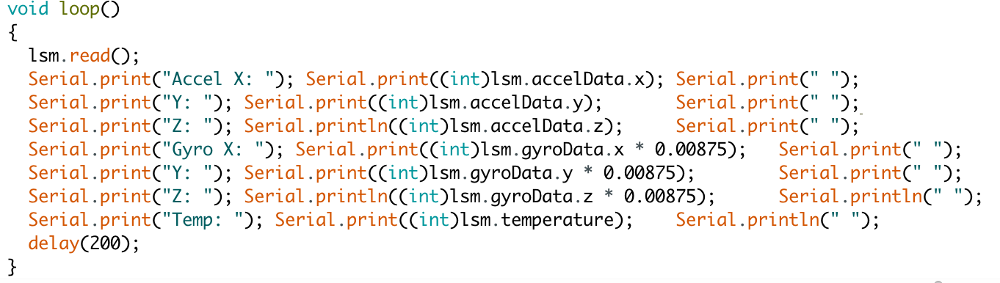 void loop()
{
  lsm.read();
  Serial.print("Accel X: "); Serial.print((int)lsm.accelData.x); Serial.print(" ");
  Serial.print("Y: "); Serial.print((int)lsm.accelData.y);       Serial.print(" ");
  Serial.print("Z: "); Serial.println((int)lsm.accelData.z);     Serial.print(" ");
  Serial.print("Gyro X: "); Serial.print((int)lsm.gyroData.x * 0.00875);   Serial.print(" ");
  Serial.print("Y: "); Serial.print((int)lsm.gyroData.y * 0.00875);        Serial.print(" ");
  Serial.print("Z: "); Serial.println((int)lsm.gyroData.z * 0.00875);      Serial.println(" ");
  Serial.print("Temp: "); Serial.print((int)lsm.temperature);    Serial.println(" ");
  delay(200);
}